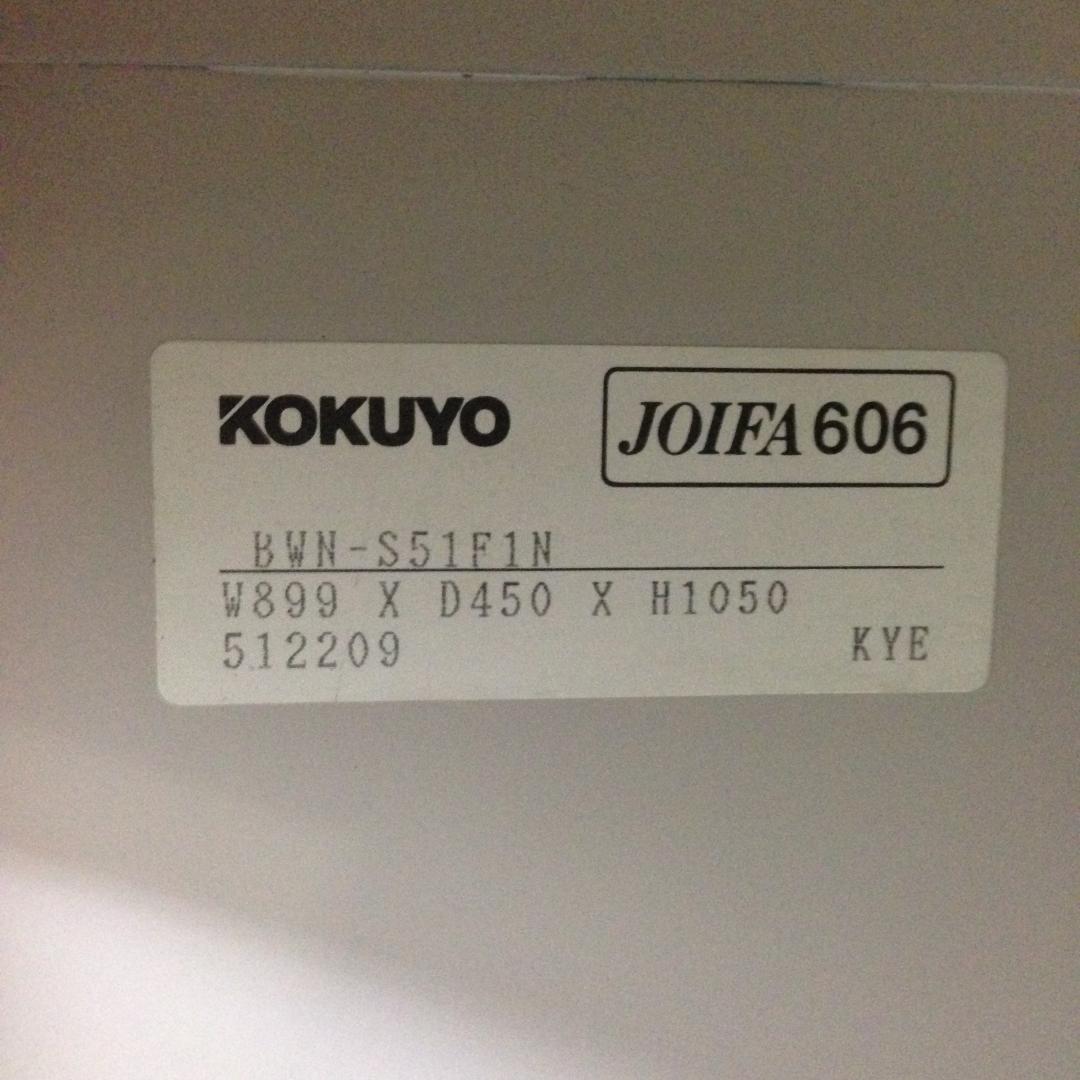 KOKUYO JOIFA 606
BWN-S51F1N
W899 X D450 X H1050
512209 KYE